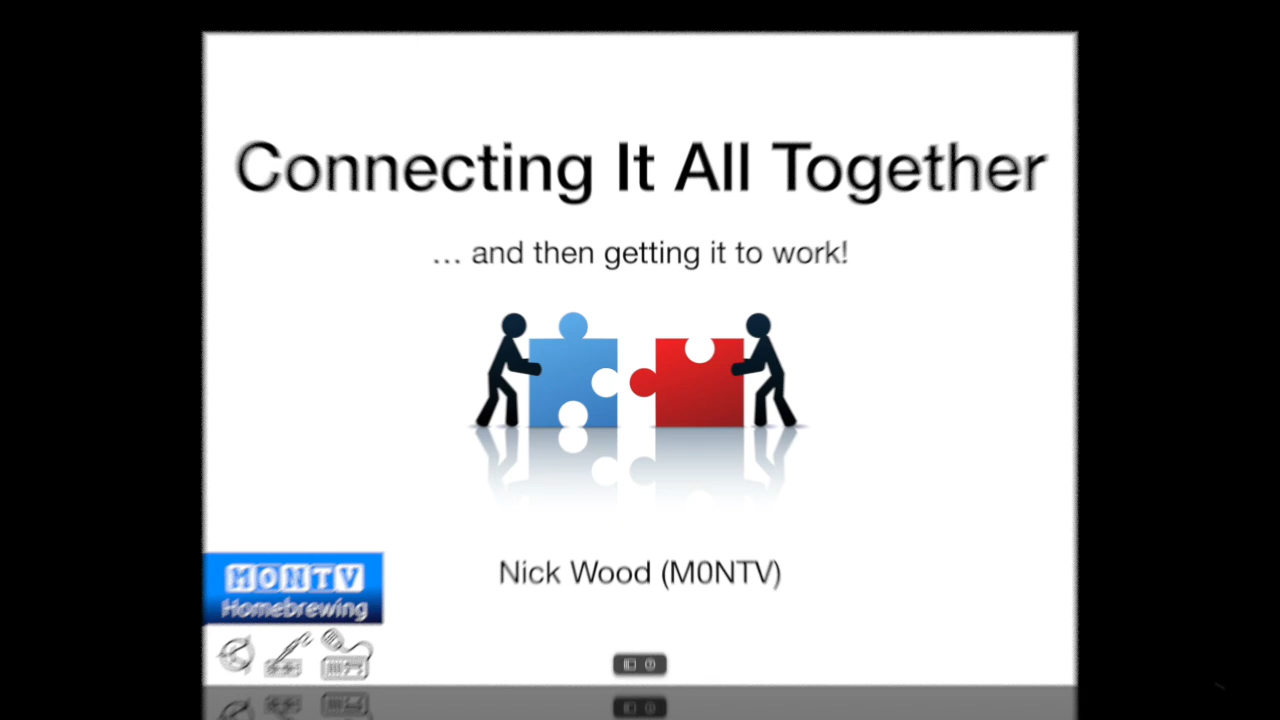 Connecting It All Together
... and then getting it to work!
Nick Wood (M0NTV)
M0NTV
Homebrewing